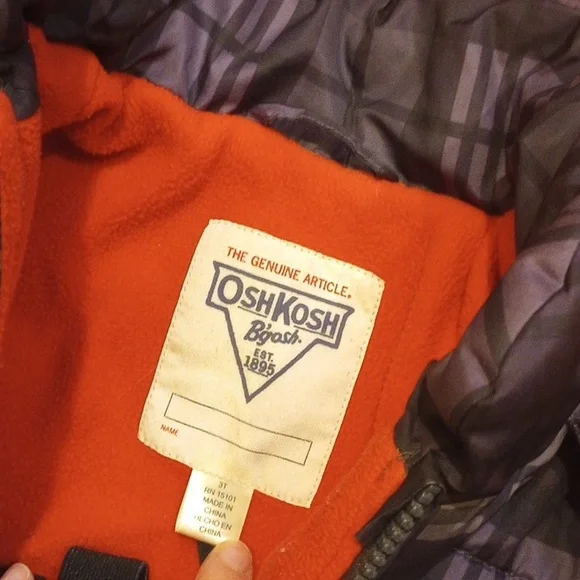 THE GENUINE ARTICLE.
OSHKOSH
B'gosh.
EST.
1895
NAME
3T
RN 15101
MADE IN
CHINA
HECHO EN
CHINA